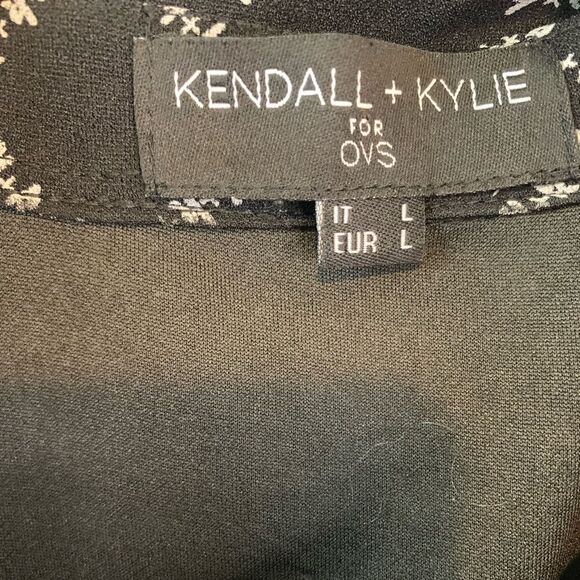 KENDALL + KYLIE
FOR
OVS
IT L
EUR L